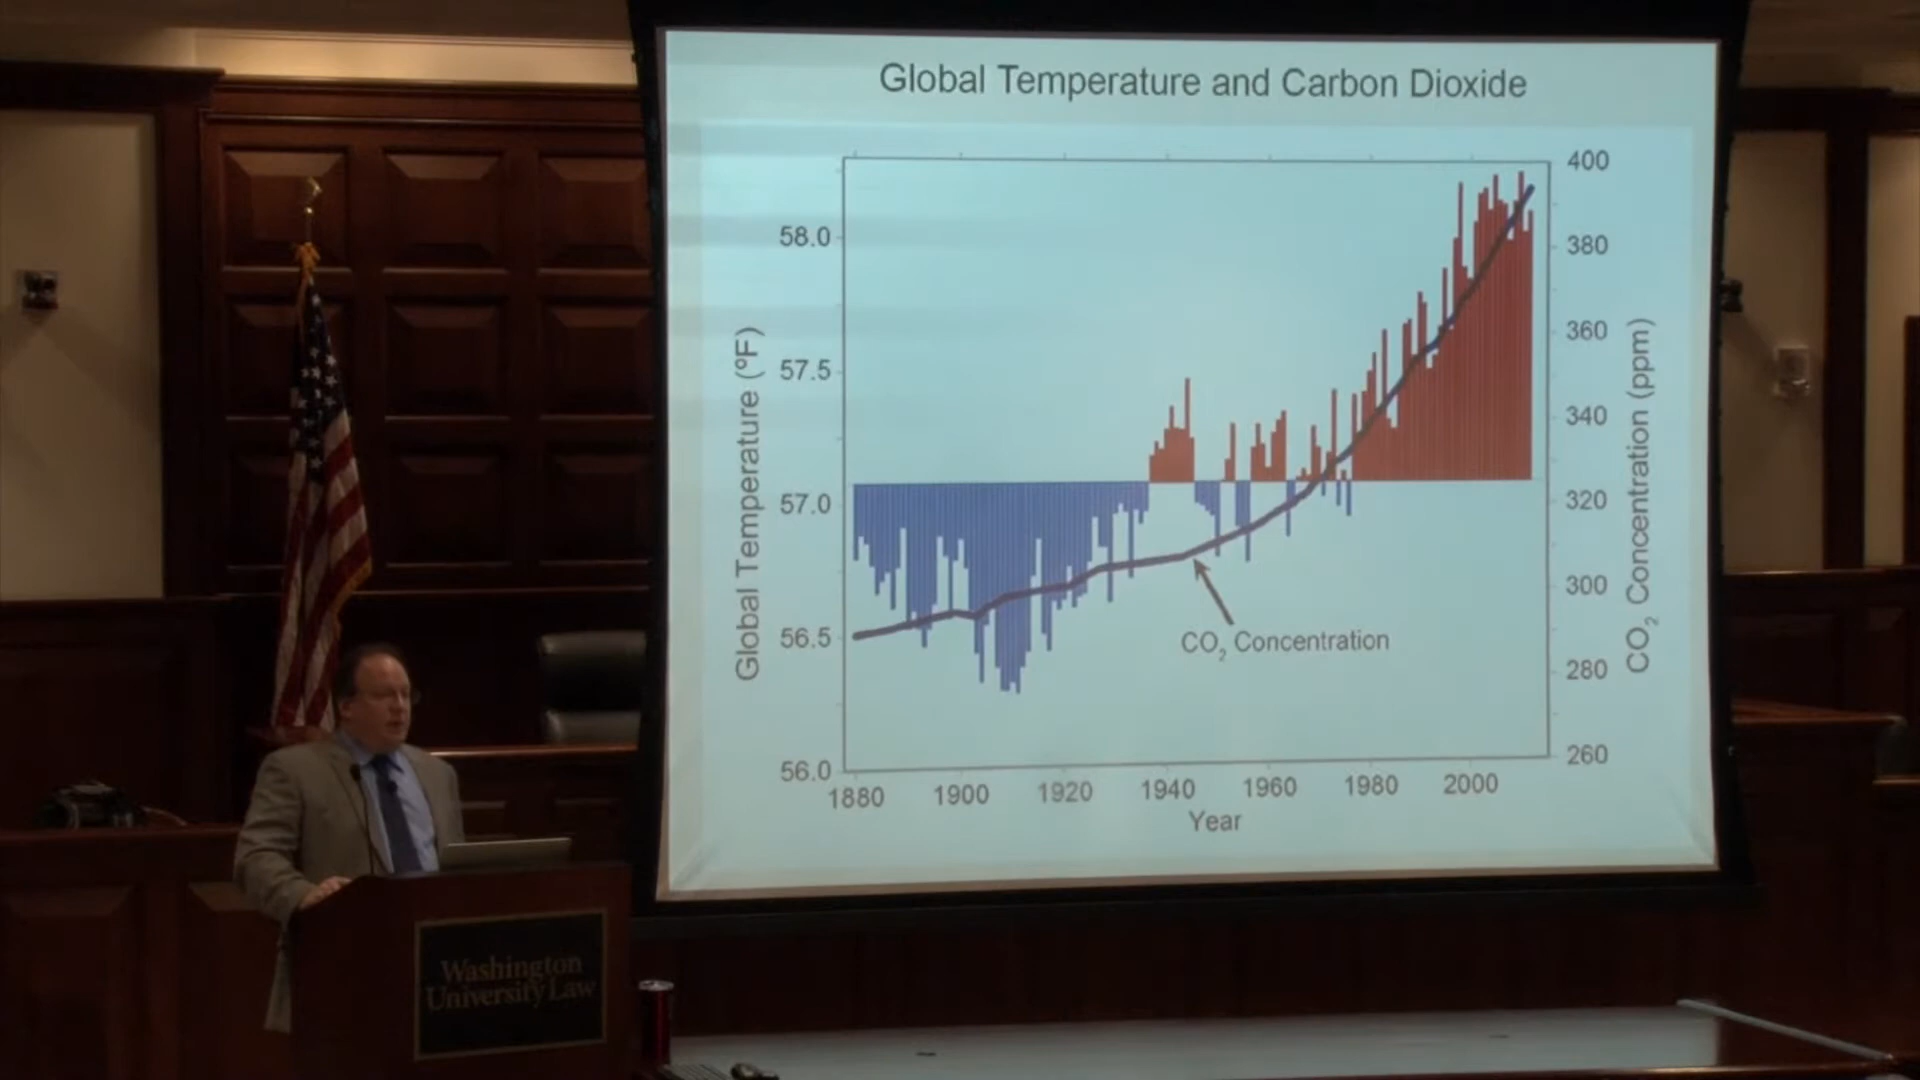 Global Temperature and Carbon Dioxide
400
58.0
380
360
57.5
340
57.0
320
300
56.5
CO2 Concentration
280
56.0
260
1880 1900 1920 1940 1960 1980 2000
Year
Global Temperature (ºF)
CO2 Concentration (ppm)
Washington
University Law